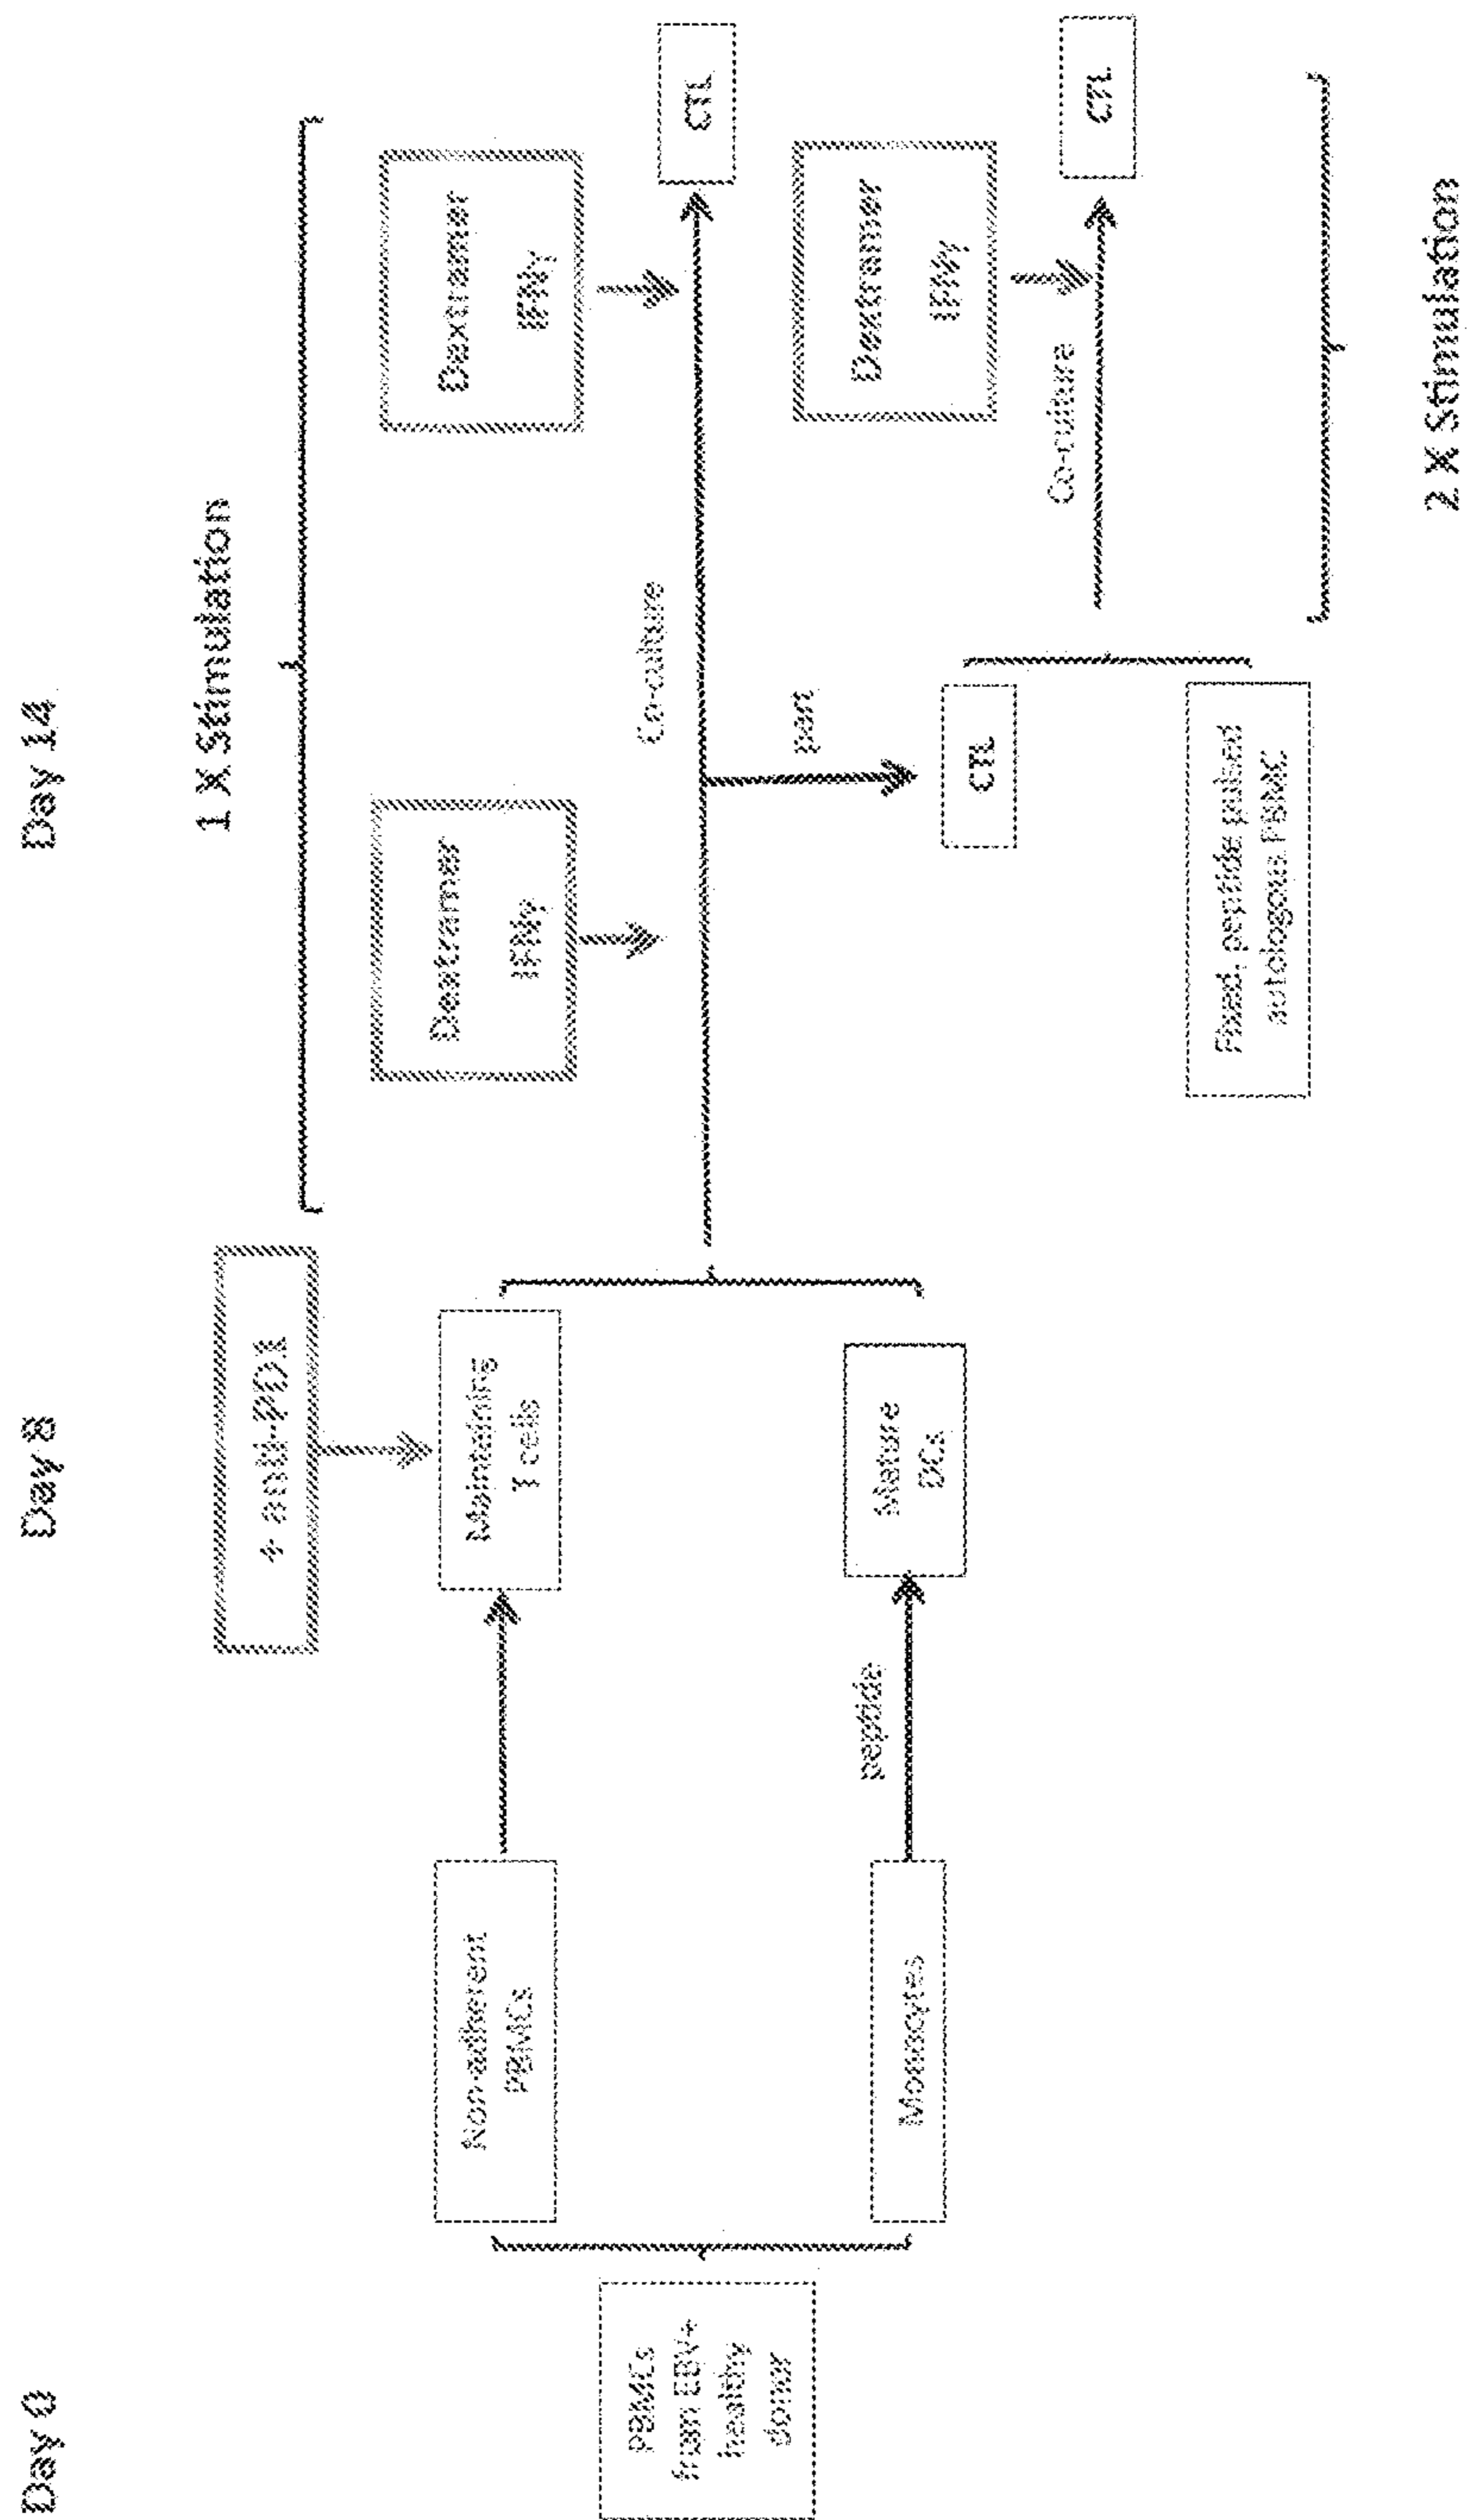 Day 0
Day 8
Day 14
1 X Stimulation
+ anti-PD1
Dextramer
IFNγ
Dextramer
IFNγ
PBMCs
from EBV+
healthy
donor
Non-adherent
PBMCs
Maintaining
T cells
Co-culture
CTL
Monocytes
peptide
Mature
DCs
part
CTL
Dextramer
IFNγ
Co-culture
CTL
Fixed, peptide pulsed
autologous PBMC
2 X Stimulation